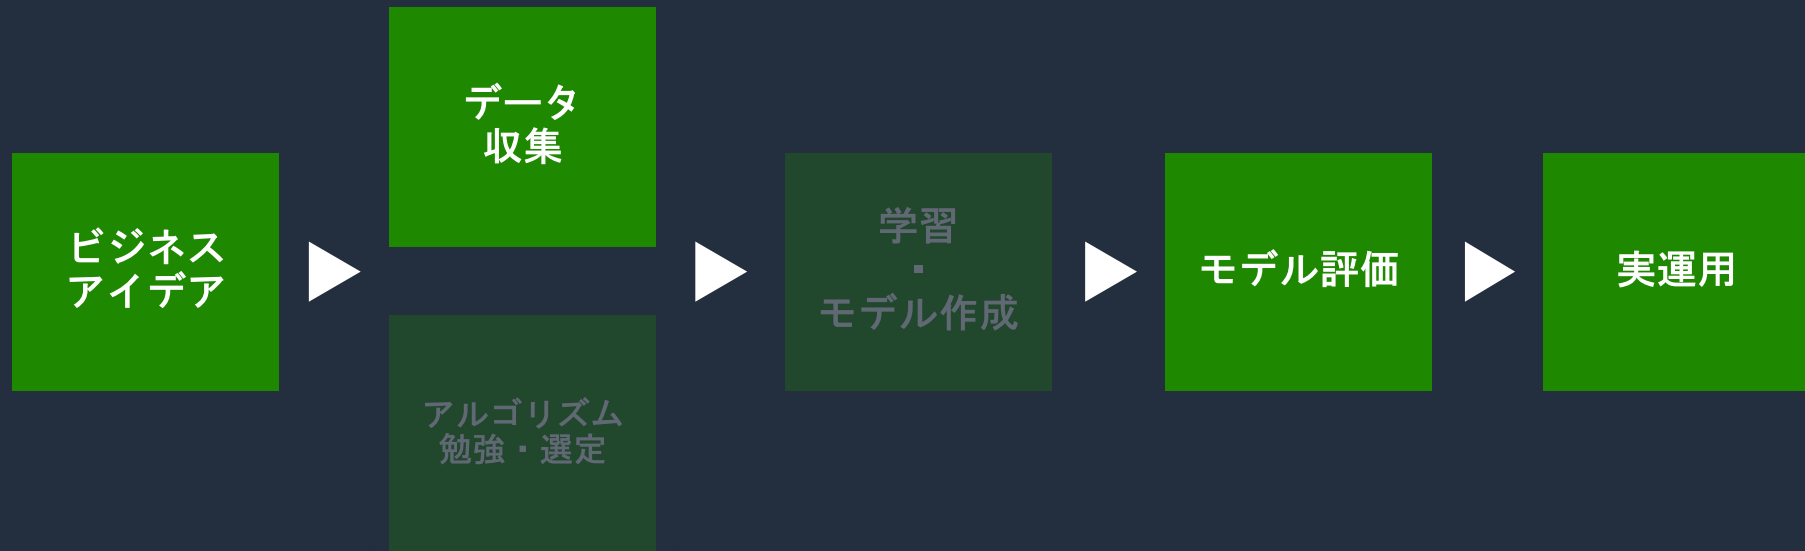 ビジネス
アイデア
データ
収集
アルゴリズム
勉強・選定
学習
・
モデル作成
モデル評価
実運用